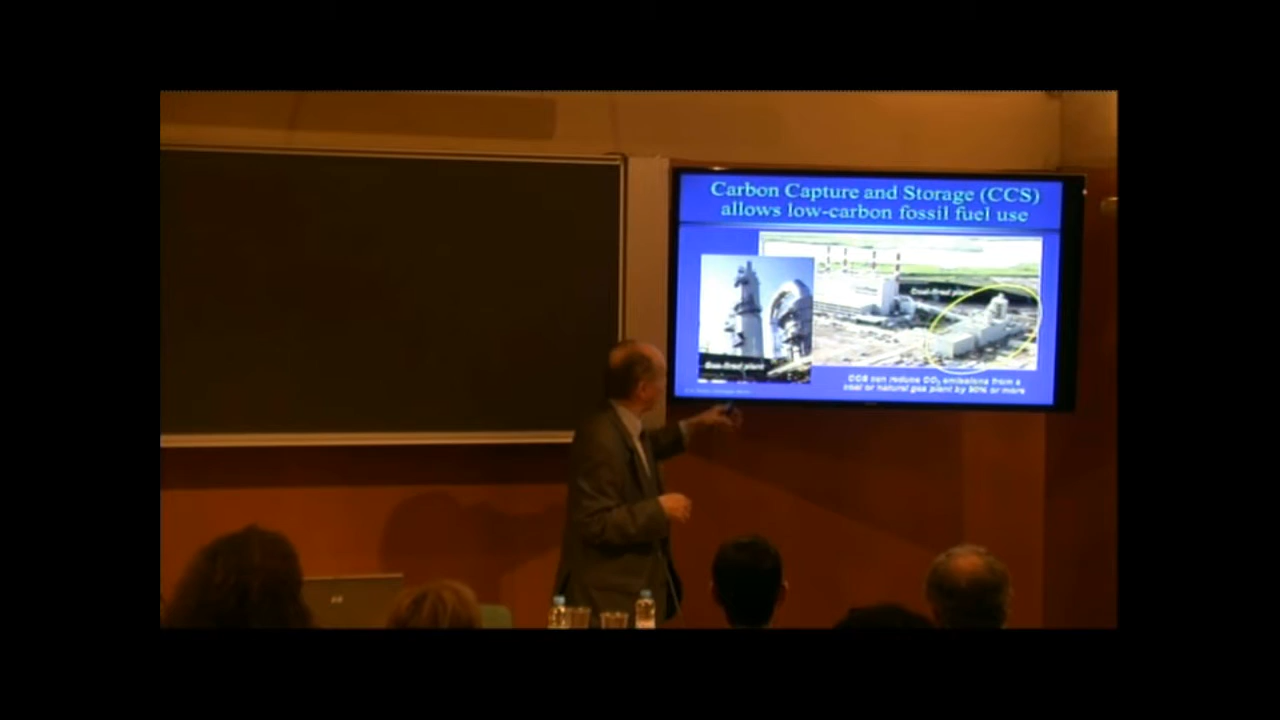 Carbon Capture and Storage (CCS)
allows low-carbon fossil fuel use
Coal-fired plant
Gas-fired plant
CCS can reduce CO₂ emissions from a
coal or natural gas plant by 90% or more
hp